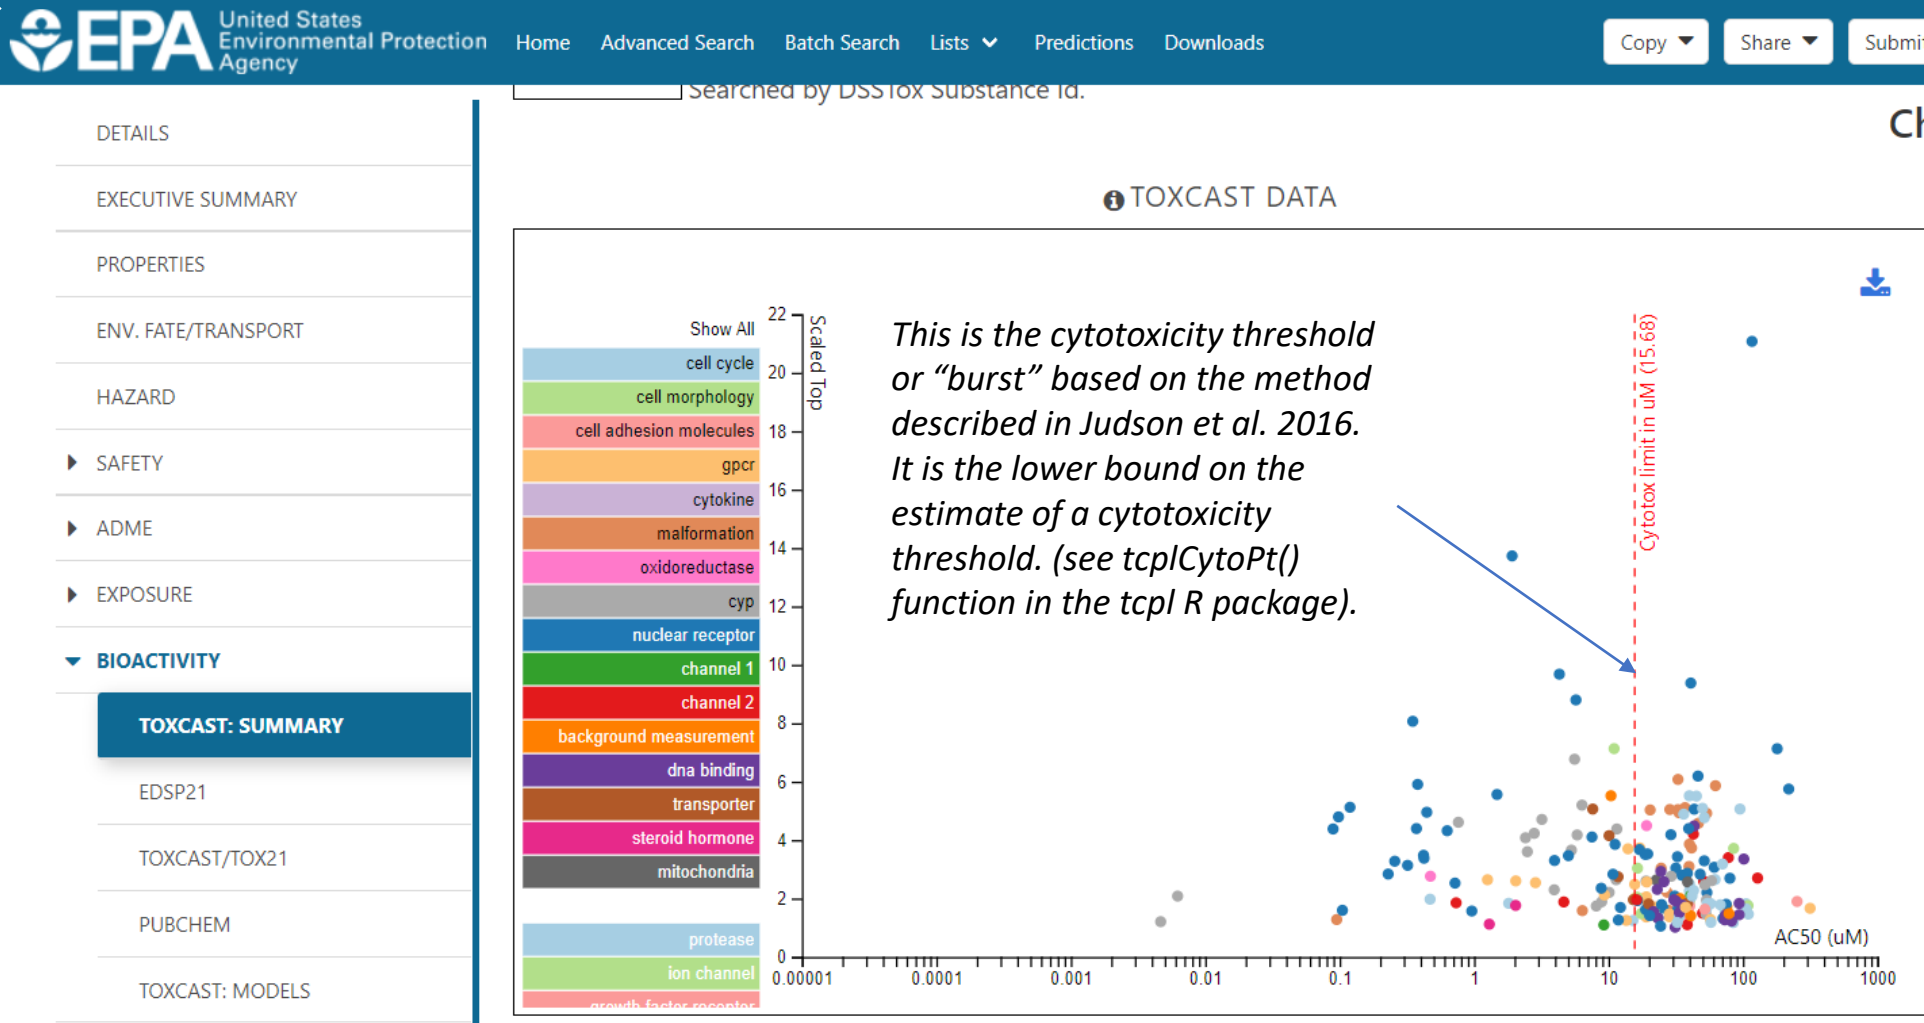 EPA United States
Environmental Protection
Agency
Home Advanced Search Batch Search Lists Predictions Downloads
Copy Share Submit
Searched by DSSTox Substance Id.
DETAILS
EXECUTIVE SUMMARY
PROPERTIES
ENV. FATE/TRANSPORT
HAZARD
SAFETY
ADME
EXPOSURE
BIOACTIVITY
TOXCAST: SUMMARY
EDSP21
TOXCAST/TOX21
PUBCHEM
TOXCAST: MODELS
Ch
TOXCAST DATA
Show All
cell cycle
cell morphology
cell adhesion molecules
gpcr
cytokine
malformation
oxidoreductase
cyp
nuclear receptor
channel 1
channel 2
background measurement
dna binding
transporter
steroid hormone
mitochondria
protease
ion channel
growth factor receptor
22
20
18
16
14
12
10
8
6
4
2
0
Scaled Top
This is the cytotoxicity threshold
or “burst” based on the method
described in Judson et al. 2016.
It is the lower bound on the
estimate of a cytotoxicity
threshold. (see tcplCytoPt()
function in the tcpl R package).
Cytotox limit in uM (15.68)
AC50 (uM)
0.00001 0.0001 0.001 0.01 0.1 1 10 100 1000